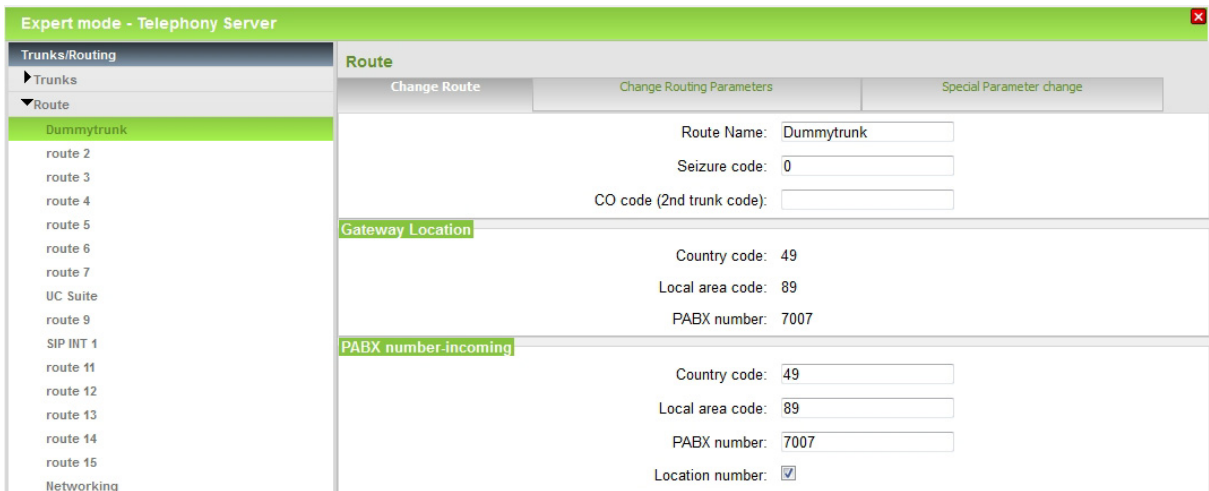 Expert mode - Telephony Server
Trunks/Routing
Trunks
Route
Dummytrunk
route 2
route 3
route 4
route 5
route 6
route 7
UC Suite
route 9
SIP INT 1
route 11
route 12
route 13
route 14
route 15
Networking
Route
Change Route
Change Routing Parameters
Special Parameter change
Route Name: Dummytrunk
Seizure code: 0
CO code (2nd trunk code):
Gateway Location
Country code: 49
Local area code: 89
PABX number: 7007
PABX number-incoming
Country code: 49
Local area code: 89
PABX number: 7007
Location number: